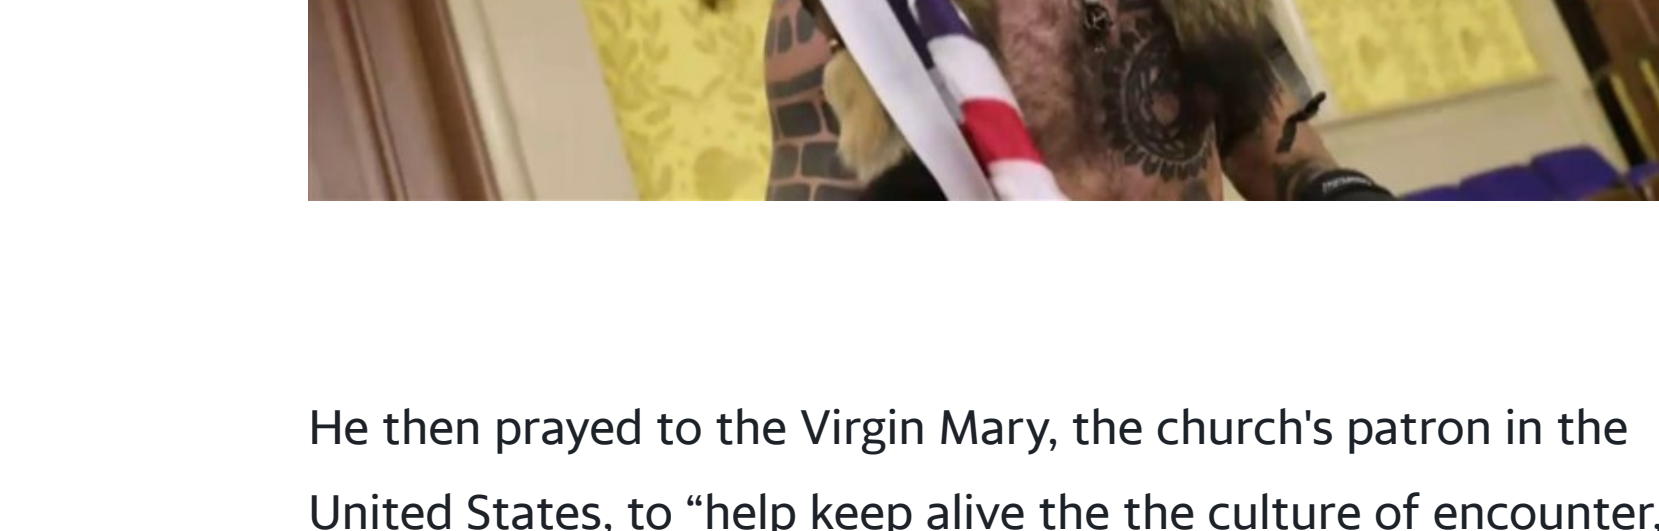 He then prayed to the Virgin Mary, the church's patron in the
United States, to “help keep alive the the culture of encounter,